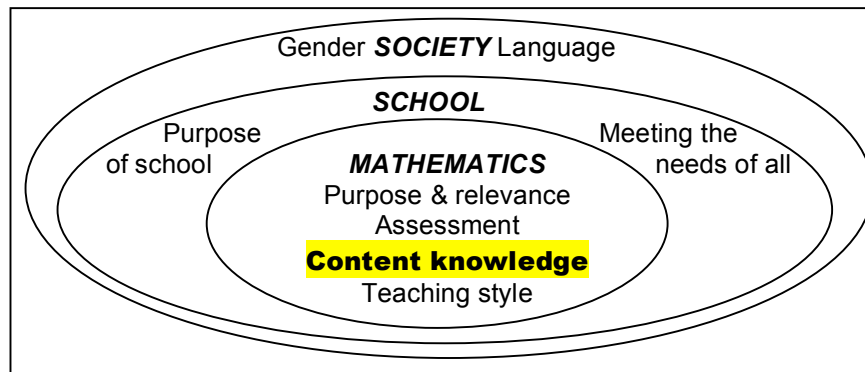 Gender SOCIETY Language
SCHOOL
Purpose
of school
Meeting the
needs of all
MATHEMATICS
Purpose & relevance
Assessment
Content knowledge
Teaching style